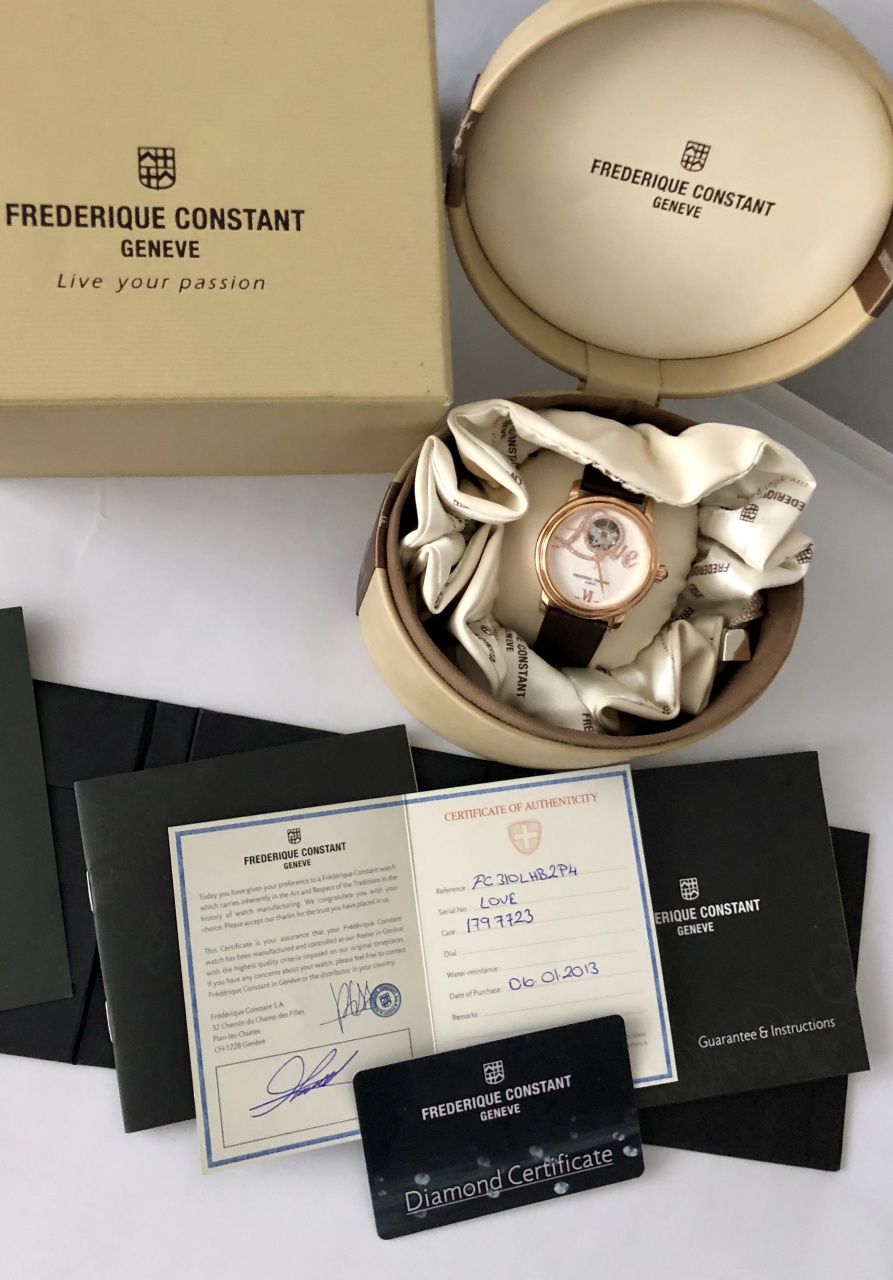 FREDERIQUE CONSTANT
GENEVE
Live your passion
FREDERIQUE CONSTANT
GENEVE
Love
FREDERIQUE CONSTANT
VI
FREDERIQUE CONSTANT
GENEVE
Today you have given your preference to a Frédérique Constant watch
which carries inherently in the Art and Respect of the Traditions in the
history of watch manufacturing. We congratulate you with your
choice. Please accept our thanks for the trust you have placed in us.
This Certificate is your assurance that your Frédérique Constant
watch has been manufactured and controlled at our Atelier in Genève
with the highest quality criteria imposed on our original timepieces.
If you have any concerns about your watch, please feel free to contact
Frédérique Constant in Genève or the distributor in your country.
Frédérique Constant S.A.
32 Chemin du Champ des Filles
Plan-les-Ouates
CH-1228 Genève
CERTIFICATE OF AUTHENTICITY
Reference FC310LHB2P4
Serial No. LOVE
Case 1797723
Dial
Water-resistance:
Date of Purchase 06.01.2013
Remarks
ERIQUE CONSTANT
GENEVE
Guarantee & Instructions
FREDERIQUE CONSTANT
GENEVE
Diamond Certificate